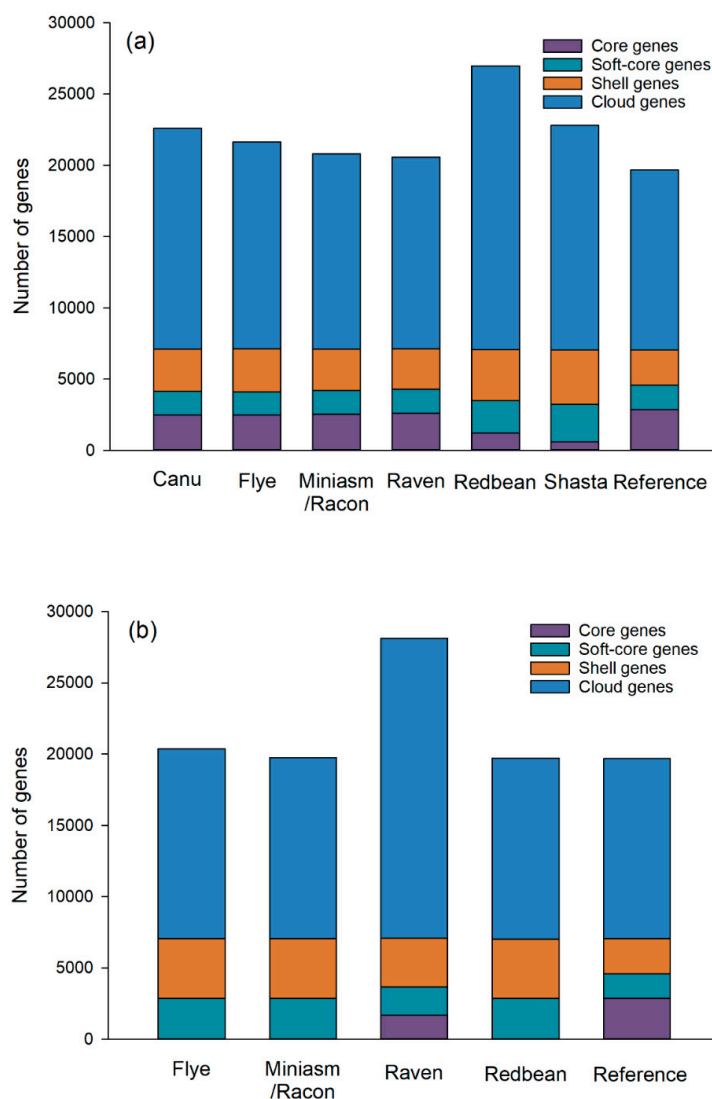 (a)
Core genes
Soft-core genes
Shell genes
Cloud genes
Number of genes
30000
25000
20000
15000
10000
5000
0
Canu
Flye
Miniasm
/Racon
Raven
Redbean
Shasta
Reference
(b)
Core genes
Soft-core genes
Shell genes
Cloud genes
Number of genes
30000
25000
20000
15000
10000
5000
0
Flye
Miniasm
/Racon
Raven
Redbean
Reference